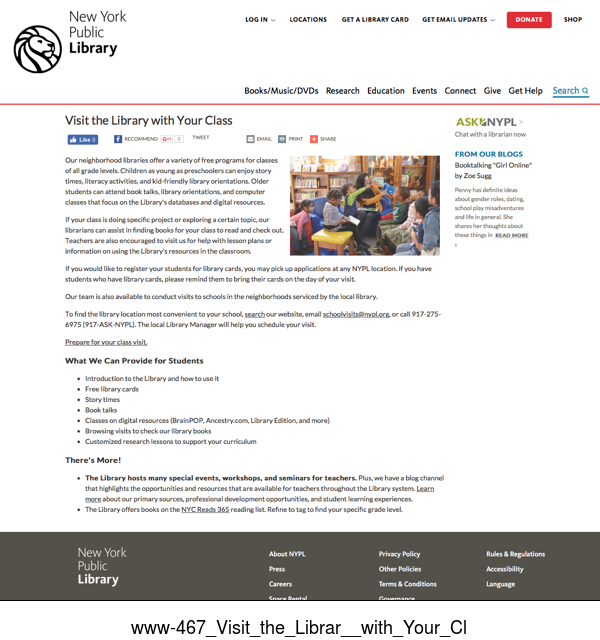 New York
Public
Library
LOG IN
LOCATIONS
GET A LIBRARY CARD
GET EMAIL UPDATES
DONATE
SHOP
Books/Music/DVDs
Research
Education
Events
Connect
Give
Get Help
Search
Visit the Library with Your Class
Like 0
RECOMMEND
G+1
0
TWEET
EMAIL
PRINT
SHARE
Our neighborhood libraries offer a variety of free programs for classes
of all grade levels. Children as young as preschoolers can enjoy story
times, literacy activities, and kid-friendly library orientations. Older
students can attend book talks, library orientations, and computer
classes that focus on the Library's databases and digital resources.
If your class is doing specific project or exploring a certain topic, our
librarians can assist in finding books for your class to read and check out.
Teachers are also encouraged to visit us for help with lesson plans or
information on using the Library's resources in the classroom.
If you would like to register your students for library cards, you may pick up applications at any NYPL location. If you have
students who have library cards, please remind them to bring their cards on the day of your visit.
Our team is also available to conduct visits to schools in the neighborhoods serviced by the local library.
To find the library location most convenient to your school, search our website, email schoolvisits@nypl.org, or call 917-275-
6975 (917-ASK-NYPL). The local Library Manager will help you schedule your visit.
Prepare for your class visit.
What We Can Provide for Students
• Introduction to the Library and how to use it
• Free library cards
• Story times
• Book talks
• Classes on digital resources (BrainPOP, Ancestry.com, Library Edition, and more)
• Browsing visits to check our library books
• Customized research lessons to support your curriculum
There's More!
• The Library hosts many special events, workshops, and seminars for teachers. Plus, we have a blog channel
that highlights the opportunities and resources that are available for teachers throughout the Library system. Learn
more about our primary sources, professional development opportunities, and student learning experiences.
• The Library offers books on the NYC Reads 365 reading list. Refine to tag to find your specific grade level.
ASK NYPL >
Chat with a librarian now
FROM OUR BLOGS
Booktalking "Girl Online"
by Zoe Sugg
Penny has definite ideas
about gender roles, dating,
school play misadventures
and life in general. She
shares her thoughts about
these things in READ MORE
New York
Public
Library
About NYPL
Privacy Policy
Rules & Regulations
Press
Other Policies
Accessibility
Careers
Terms & Conditions
Language
Space Rental
Governance
www-467_Visit_the_Librar__with_Your_Cl